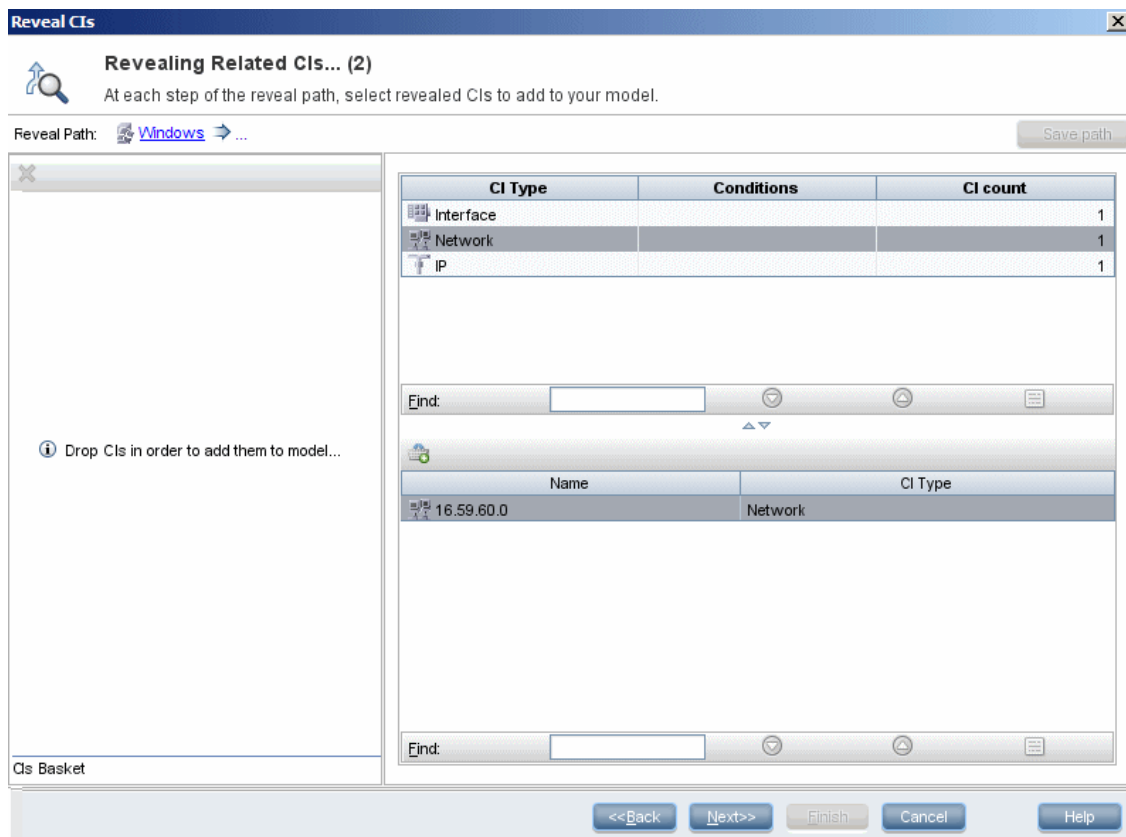 Reveal CIs
Revealing Related CIs... (2)
At each step of the reveal path, select revealed CIs to add to your model.
Reveal Path: Windows ...
Save path
CI Type Conditions CI count
Interface 1
Network 1
IP 1
Find:
Drop CIs in order to add them to model...
Name CI Type
16.59.60.0 Network
Find:
CIs Basket
<<Back Next>> Finish Cancel Help